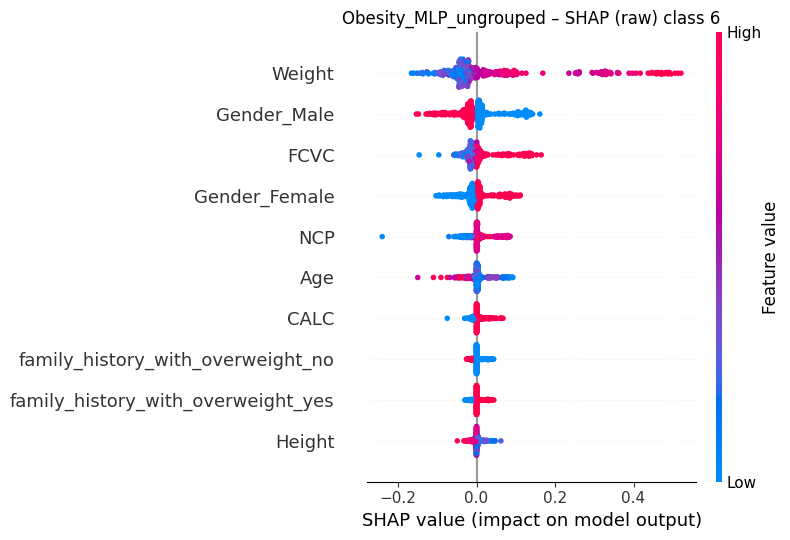 Obesity_MLP_ungrouped – SHAP (raw) class 6
High
Weight
Gender_Male
FCVC
Gender_Female
NCP
Age
CALC
family_history_with_overweight_no
family_history_with_overweight_yes
Height
Feature value
Low
−0.2 0.0 0.2 0.4
SHAP value (impact on model output)